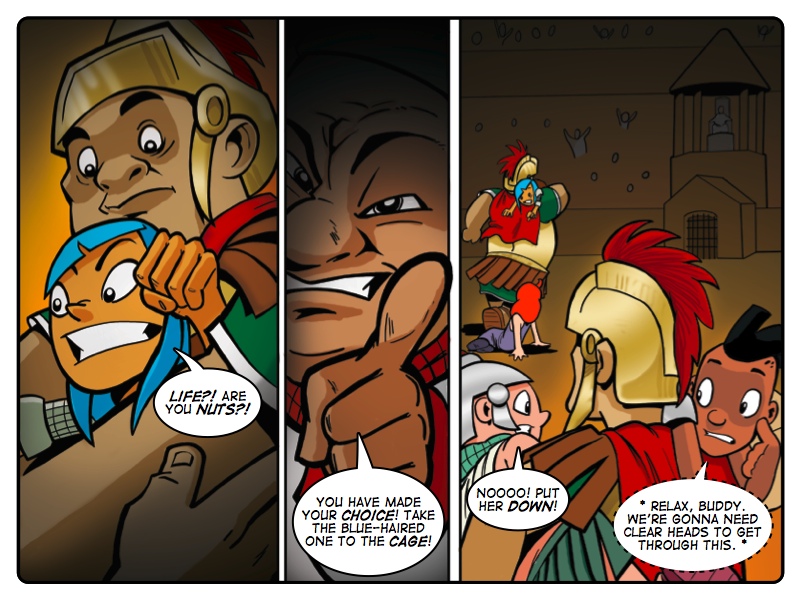 LIFE?! ARE
YOU NUTS?!
YOU HAVE MADE
YOUR CHOICE! TAKE
THE BLUE-HAIRED
ONE TO THE CAGE!
NOOOO! PUT
HER DOWN!
* RELAX, BUDDY.
WE'RE GONNA NEED
CLEAR HEADS TO GET
THROUGH THIS. *